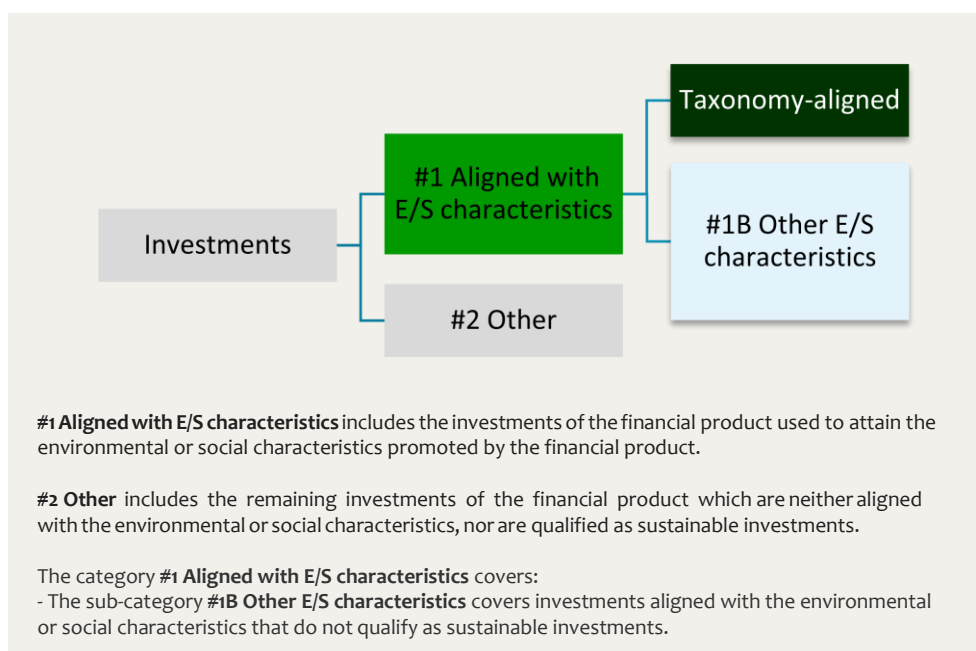 Taxonomy-aligned
#1 Aligned with
E/S characteristics
#1B Other E/S
characteristics
Investments
#2 Other
#1 Aligned with E/S characteristics includes the investments of the financial product used to attain the
environmental or social characteristics promoted by the financial product.
#2 Other includes the remaining investments of the financial product which are neither aligned
with the environmental or social characteristics, nor are qualified as sustainable investments.
The category #1 Aligned with E/S characteristics covers:
- The sub-category #1B Other E/S characteristics covers investments aligned with the environmental
or social characteristics that do not qualify as sustainable investments.